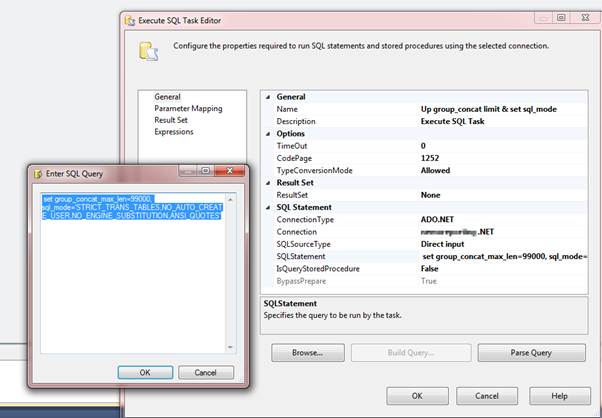 Execute SQL Task Editor
Configure the properties required to run SQL statements and stored procedures using the selected connection.
General
Parameter Mapping
Result Set
Expressions
General
Name Up group_concat limit & set sql_mode
Description Execute SQL Task
Options
TimeOut 0
CodePage 1252
TypeConversionMode Allowed
Result Set
ResultSet None
SQL Statement
ConnectionType ADO.NET
Connection .NET
SQLSourceType Direct input
SQLStatement set group_concat_max_len=99000, sql_mode=
IsQueryStoredProcedure False
BypassPrepare True
SQLStatement
Specifies the query to be run by the task.
Browse...
Build Query...
Parse Query
OK
Cancel
Help
Enter SQL Query
set group_concat_max_len=99000,
sql_mode='STRICT_TRANS_TABLES,NO_AUTO_CREAT
E_USER,NO_ENGINE_SUBSTITUTION,ANSI_QUOTES'
OK
Cancel